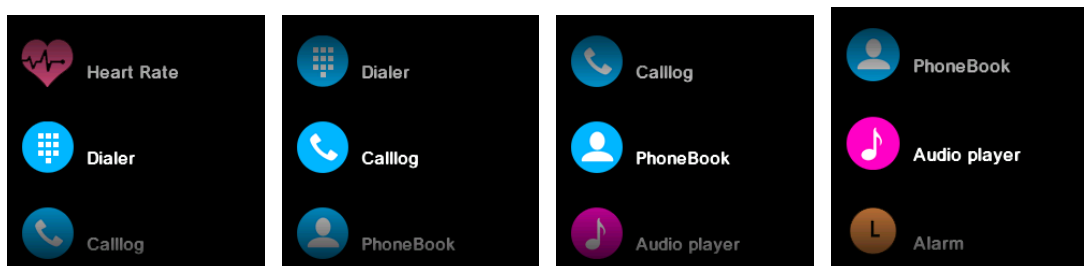 Heart Rate
Dialer
Calllog
Dialer
Calllog
PhoneBook
Calllog
PhoneBook
Audio player
PhoneBook
Audio player
L
Alarm